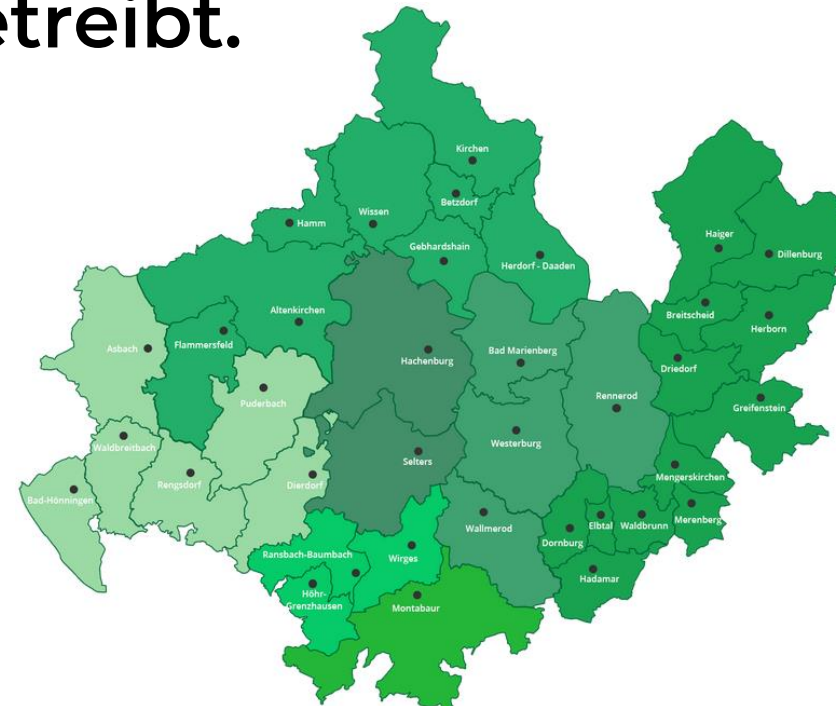 etreibt.
Kirchen
Betzdorf
Wissen
Hamm
Gebhardshain
Herdorf - Daaden
Haiger
Dillenburg
Altenkirchen
Breitscheid
Herborn
Asbach
Flammersfeld
Hachenburg
Bad Marienberg
Driedorf
Puderbach
Rennerod
Greifenstein
Waldbreitbach
Westerburg
Selters
Mengerskirchen
Rengsdorf
Dierdorf
Bad-Hönningen
Wallmerod
Elbtal
Waldbrunn
Merenberg
Dornburg
Ransbach-Baumbach
Wirges
Hadamar
Höhr-
Grenzhausen
Montabaur